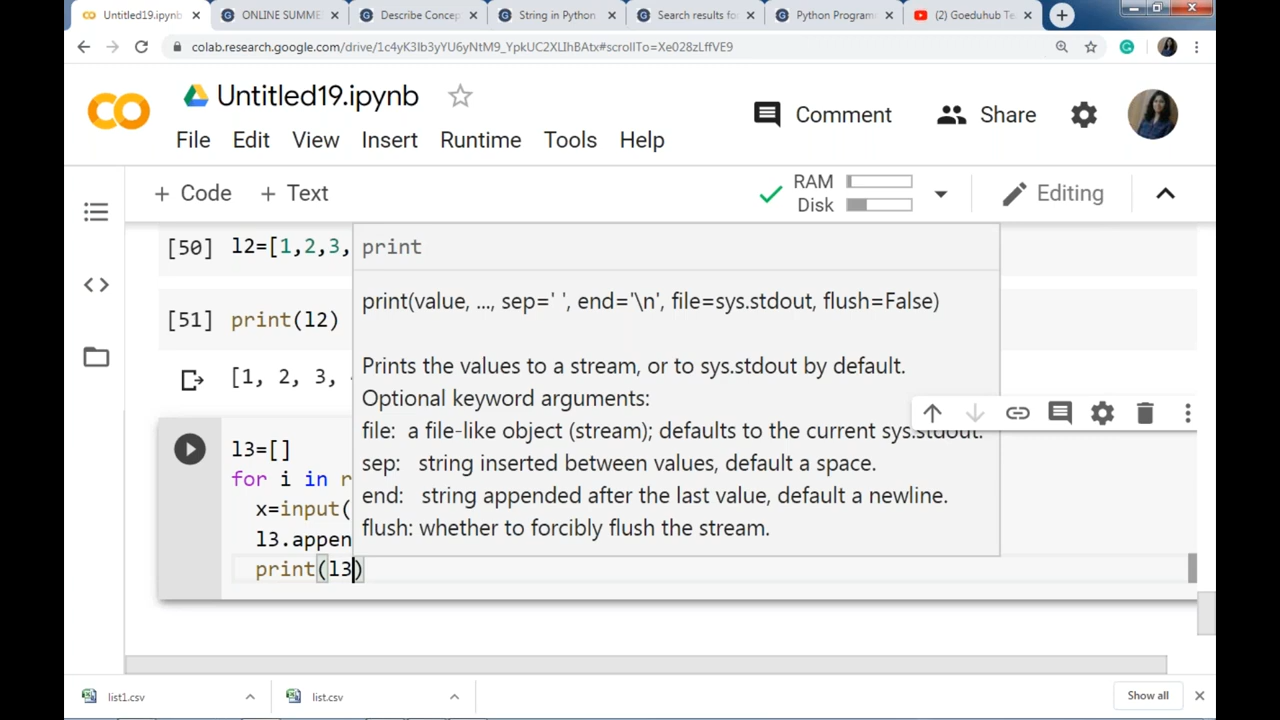 Untitled19.ipynb
ONLINE SUMME
Describe Concep
String in Python
Search results fo
Python Program
(2) Goeduhub Te
colab.research.google.com/drive/1c4yK3Ib3yYU6yNtM9_YpkUC2XLIhBAtx#scrollTo=Xe028zLffVE9
CO
Untitled19.ipynb
Comment
Share
File Edit View Insert Runtime Tools Help
+ Code + Text
RAM
Disk
Editing
[50] l2=[1,2,3,
print
print(value, ..., sep=' ', end='\n', file=sys.stdout, flush=False)
[51] print(l2)
Prints the values to a stream, or to sys.stdout by default.
[1, 2, 3,
Optional keyword arguments:
file: a file-like object (stream); defaults to the current sys.stdout.
sep: string inserted between values, default a space.
end: string appended after the last value, default a newline.
flush: whether to forcibly flush the stream.
l3=[]
for i in r
x=input(
l3.appen
print(l3)
list1.csv
list.csv
Show all